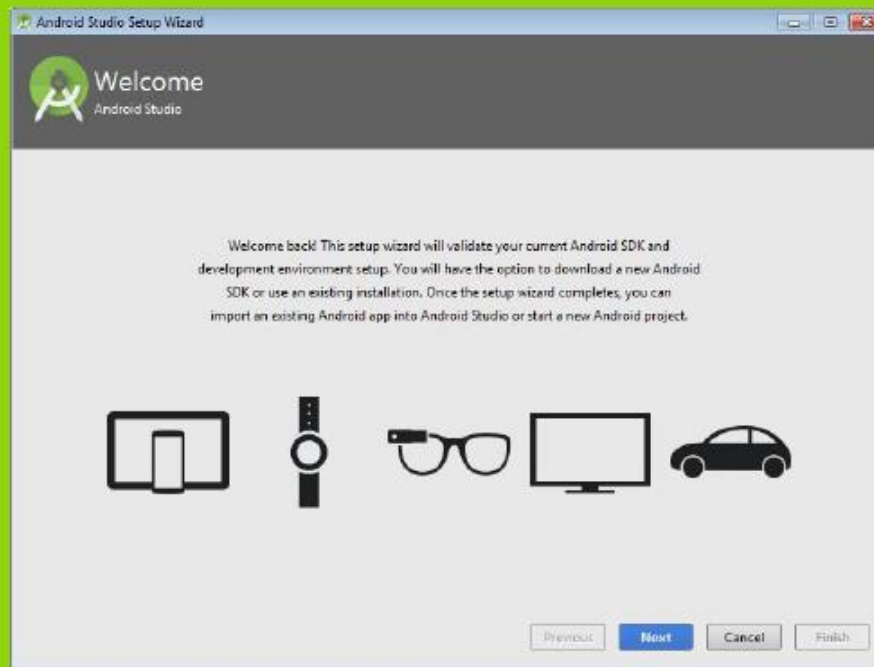 Android Studio Setup Wizard
Welcome
Android Studio
Welcome back! This setup wizard will validate your current Android SDK and
development environment setup. You will have the option to download a new Android
SDK or use an existing installation. Once the setup wizard completes, you can
import an existing Android app into Android Studio or start a new Android project.
Previous Next Cancel Finish